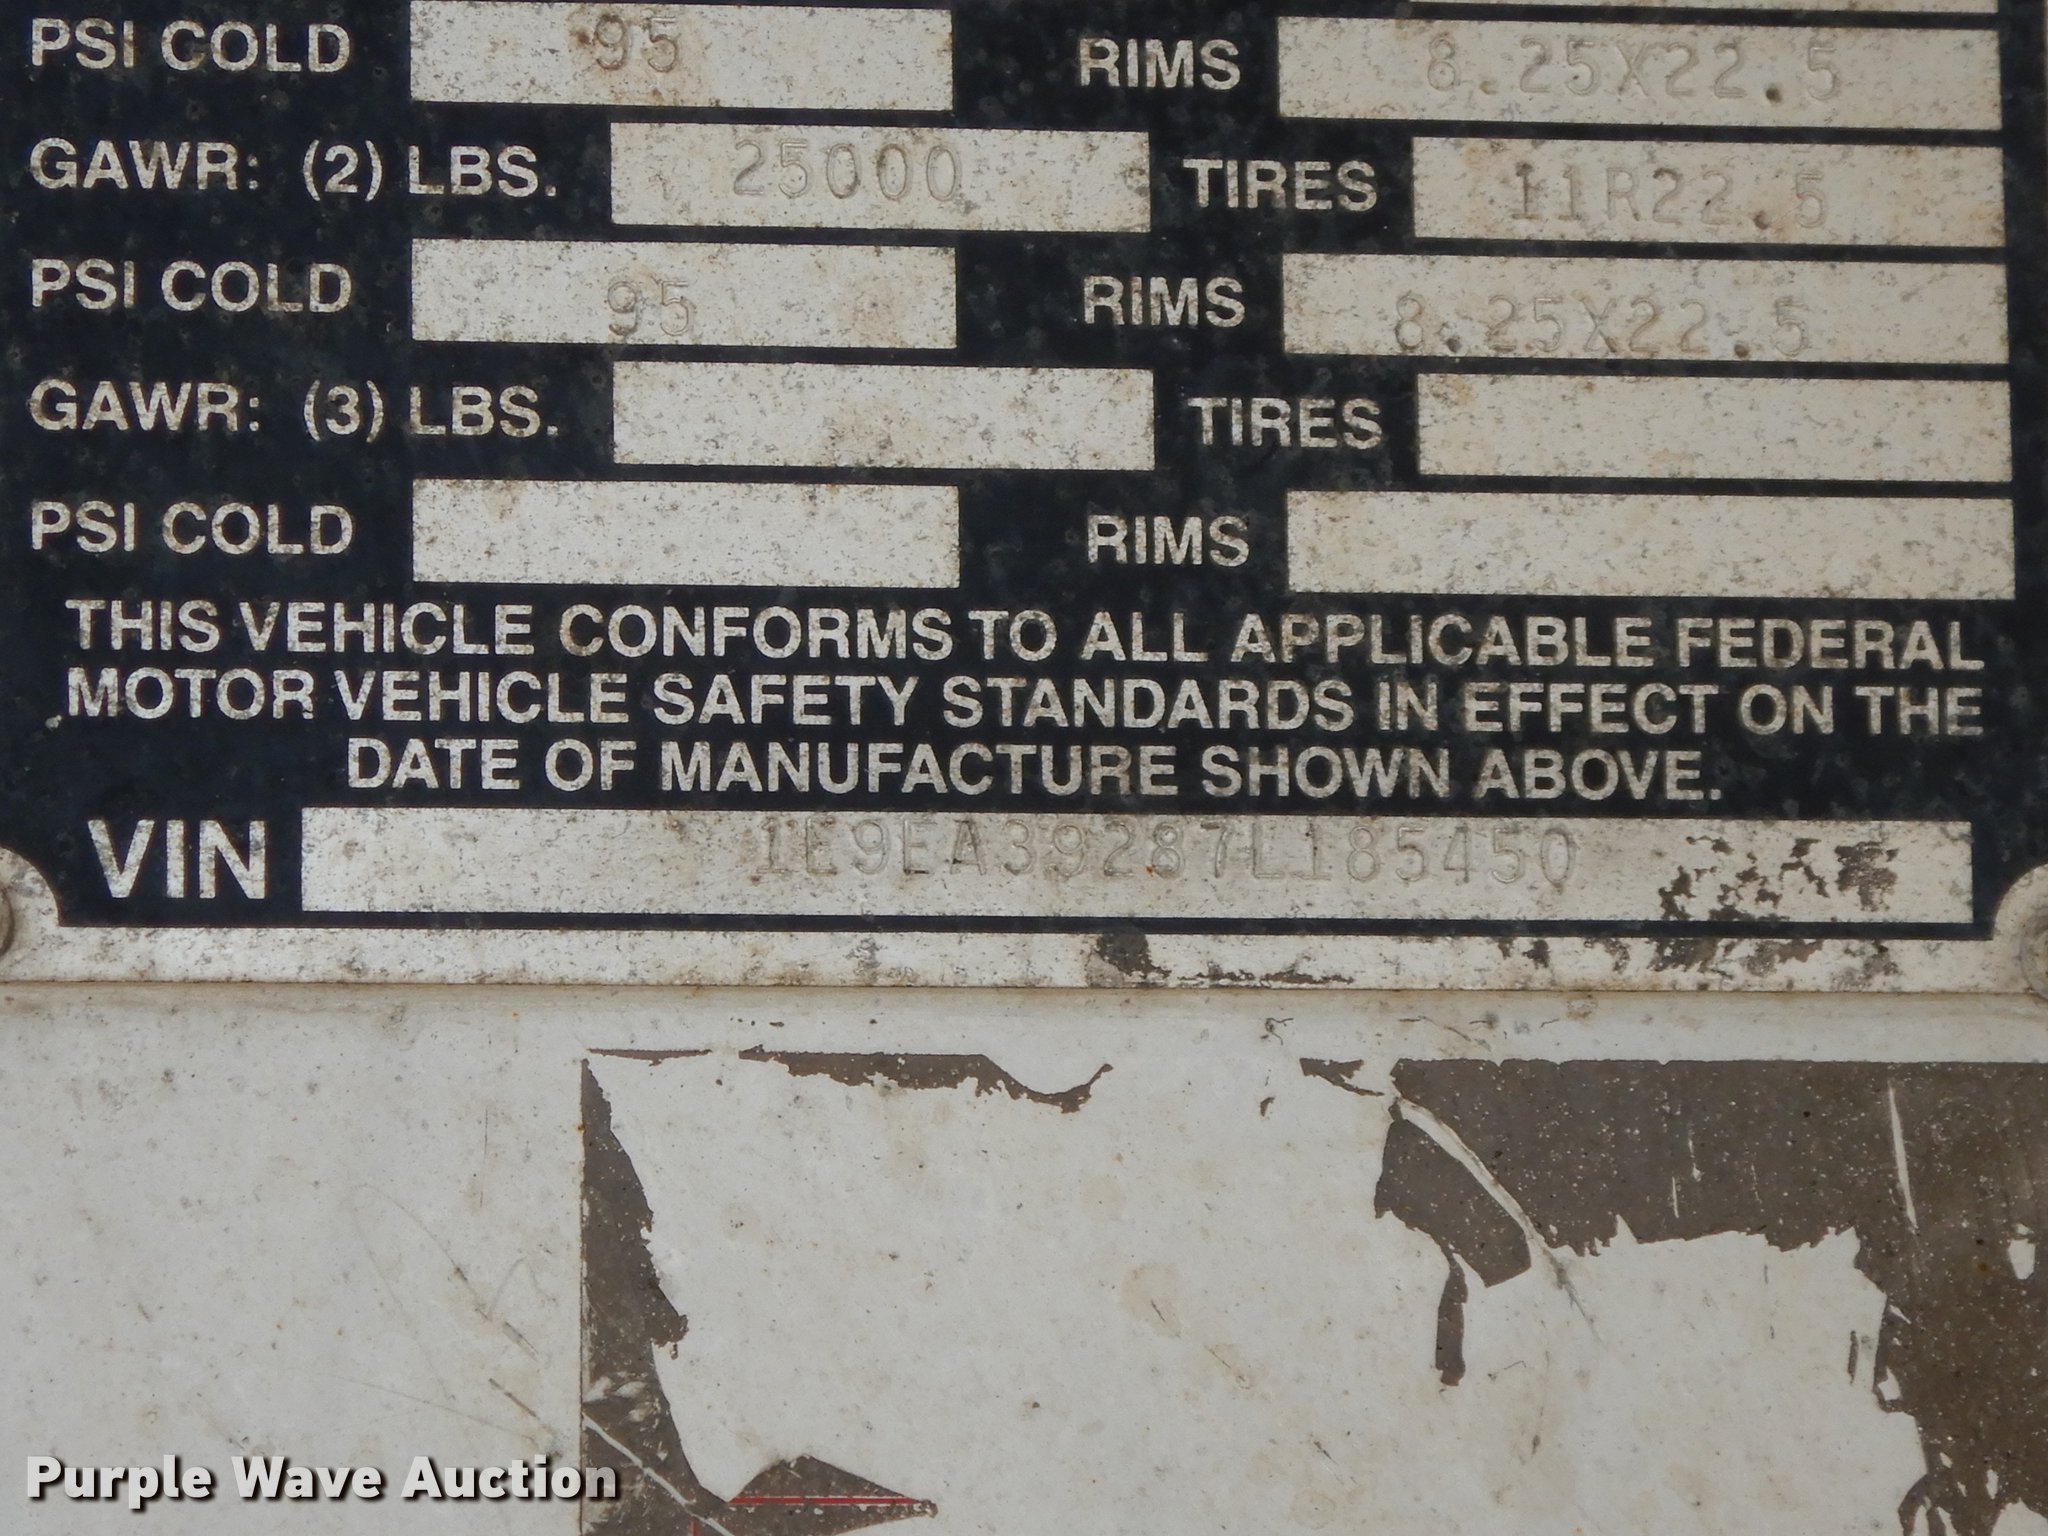 PSI COLD 95 RIMS 8.25X22.5
GAWR: (2) LBS. 25000 TIRES 11R22.5
PSI COLD 95 RIMS 8.25X22.5
GAWR: (3) LBS. TIRES
PSI COLD RIMS
THIS VEHICLE CONFORMS TO ALL APPLICABLE FEDERAL
MOTOR VEHICLE SAFETY STANDARDS IN EFFECT ON THE
DATE OF MANUFACTURE SHOWN ABOVE.
VIN 1E9EA39287L185450
Purple Wave Auction